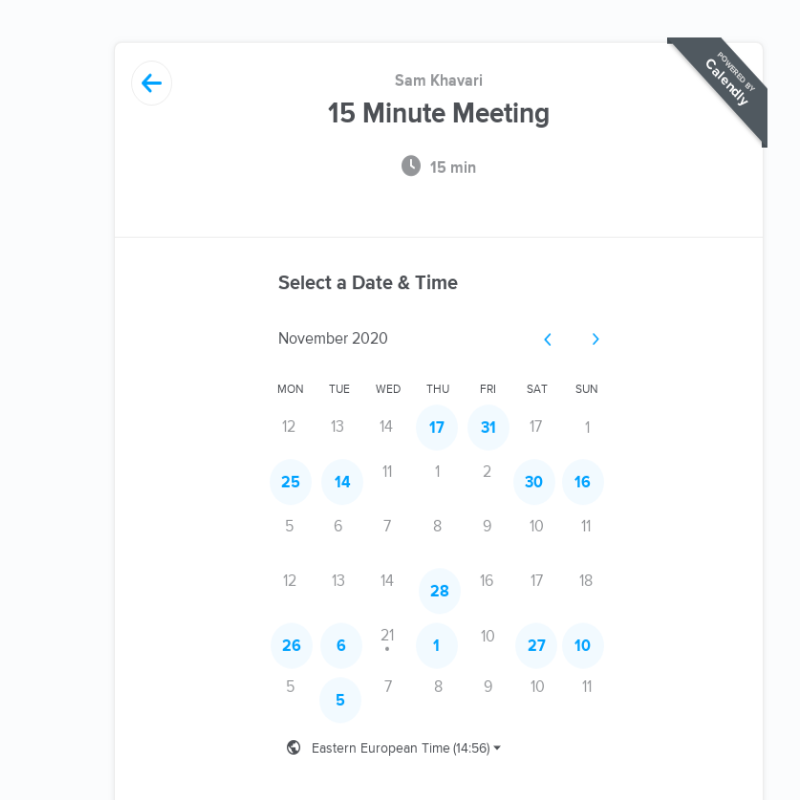 POWERED BY
Calendly
Sam Khavari
15 Minute Meeting
15 min
Select a Date & Time
November 2020
MON TUE WED THU FRI SAT SUN
12 13 14 17 31 17 1
25 14 11 1 2 30 16
5 6 7 8 9 10 11
12 13 14 28 16 17 18
26 6 21 1 10 27 10
5 5 7 8 9 10 11
Eastern European Time (14:56)